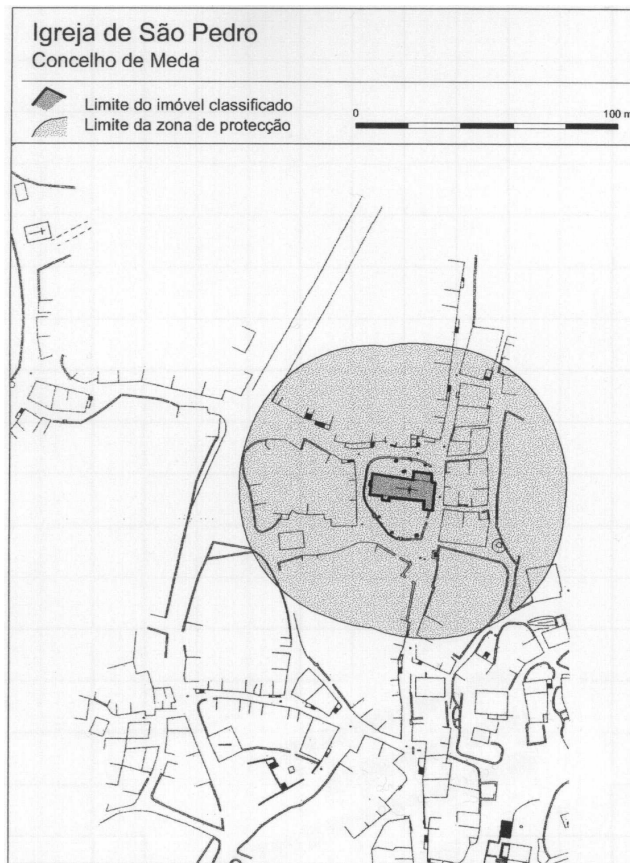 Igreja de São Pedro
Concelho de Meda
Limite do imóvel classificado
Limite da zona de protecção
0
100 m